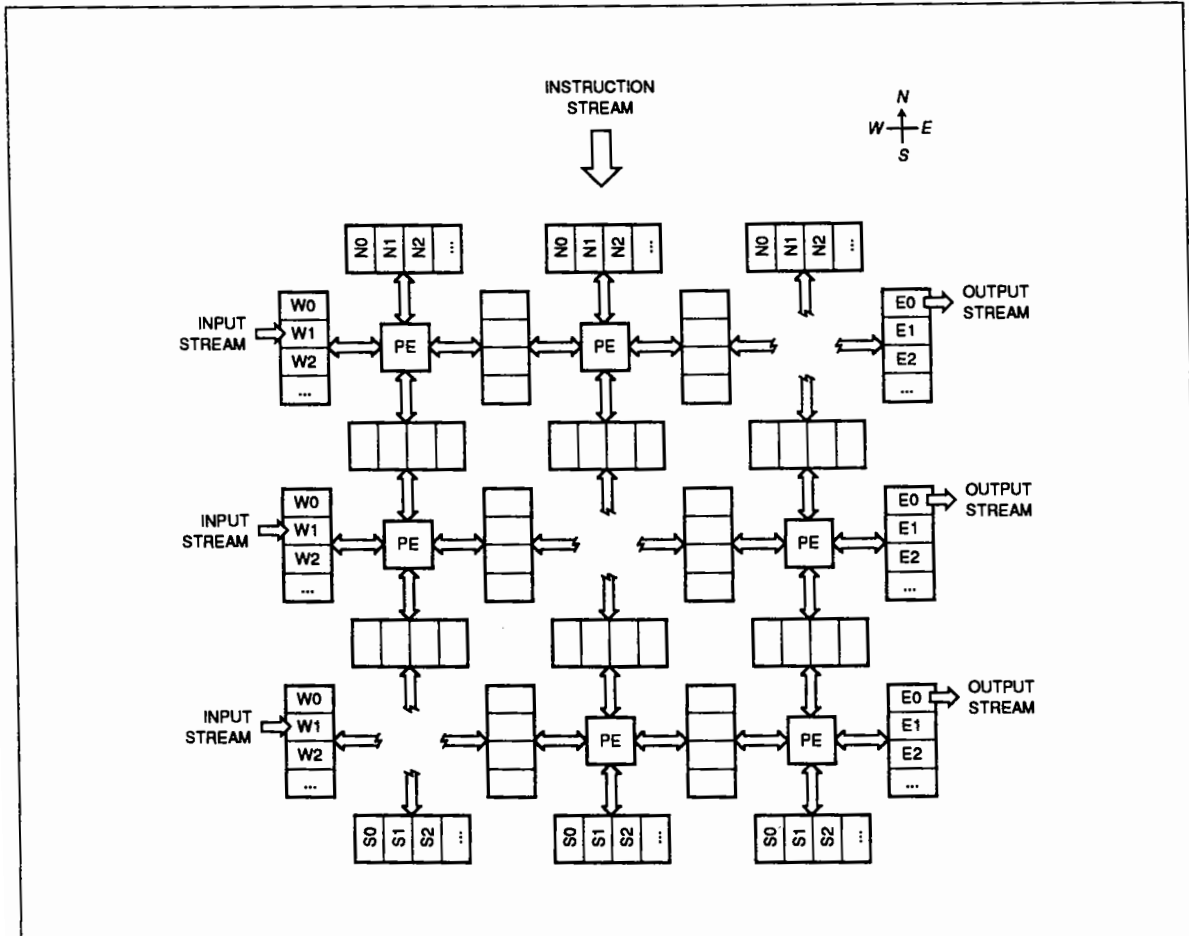 INSTRUCTION
STREAM
N
W E
S
N0 N1 N2 ...
N0 N1 N2 ...
N0 N1 N2 ...
INPUT
STREAM
W0
W1
W2
...
PE
PE
E0
E1
E2
...
OUTPUT
STREAM
INPUT
STREAM
W0
W1
W2
...
PE
PE
E0
E1
E2
...
OUTPUT
STREAM
INPUT
STREAM
W0
W1
W2
...
PE
PE
E0
E1
E2
...
OUTPUT
STREAM
S0 S1 S2 ...
S0 S1 S2 ...
S0 S1 S2 ...